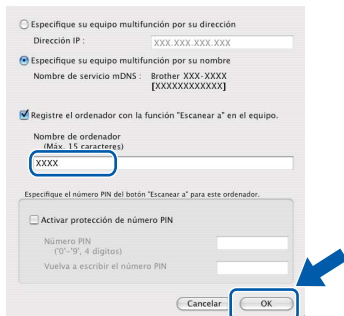 Especifique su equipo multifunción por su dirección
Dirección IP : XXX.XXX.XXX.XXX
Especifique su equipo multifunción por su nombre
Nombre de servicio mDNS : Brother XXX-XXXX
[XXXXXXXXXXXX]
Registre el ordenador con la función "Escanear a" en el equipo.
Nombre de ordenador
(Máx. 15 caracteres)
XXXX
Especifique el número PIN del botón "Escanear a" para este ordenador.
Activar protección de número PIN
Número PIN
('0'-'9', 4 dígitos)
Vuelva a escribir el número PIN
Cancelar OK